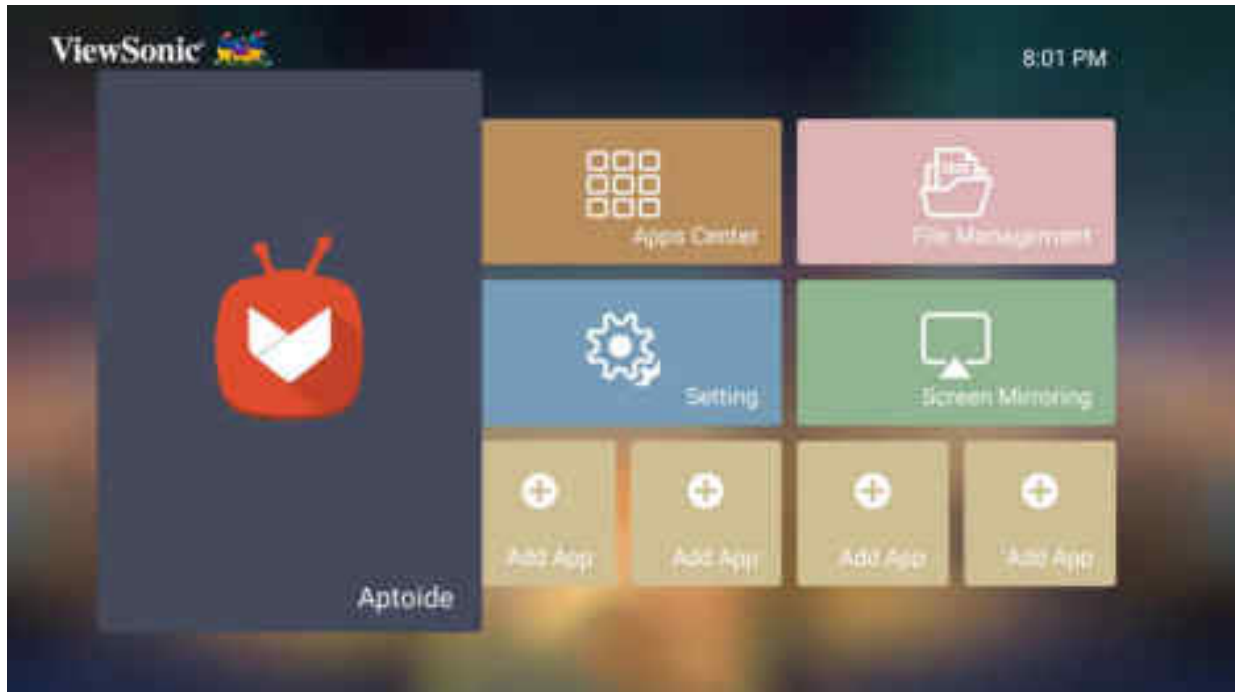 ViewSonic
8:01 PM
Apps Center
File Management
Setting
Screen Mirroring
Add App
Add App
Add App
Add App
Aptoide